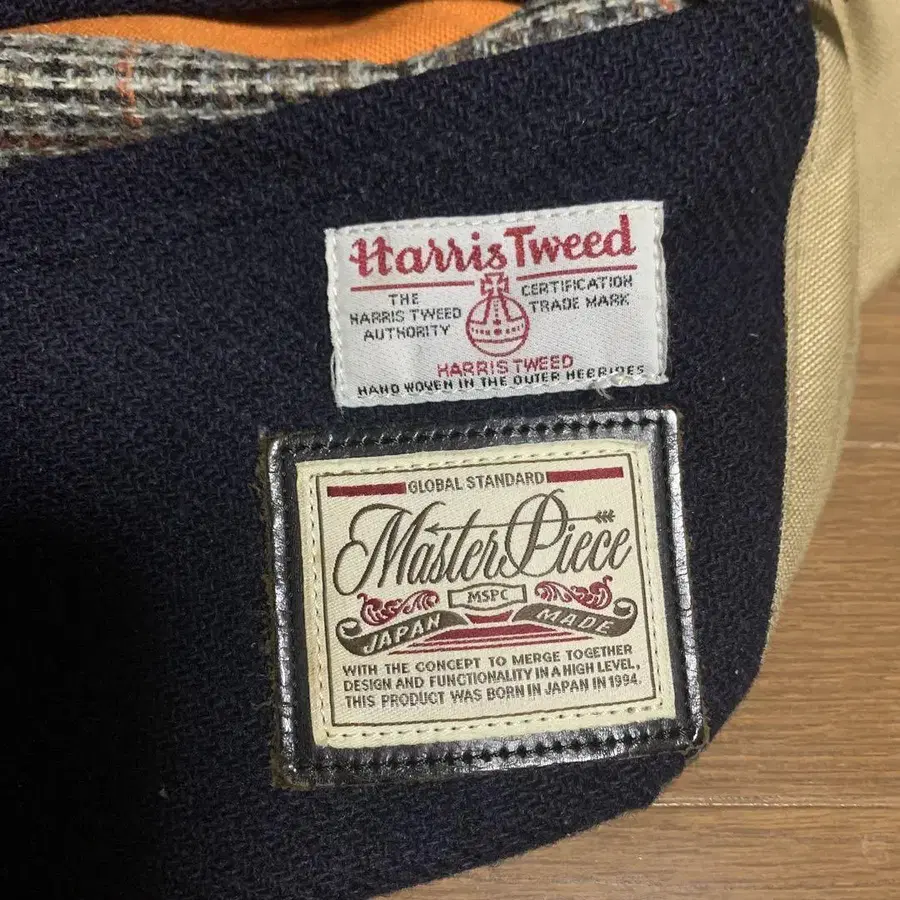 Harris Tweed
THE
HARRIS TWEED
AUTHORITY
CERTIFICATION
TRADE MARK
HARRIS TWEED
HAND WOVEN IN THE OUTER HEBRIDES
GLOBAL STANDARD
Master Piece
MSPC
JAPAN MADE
WITH THE CONCEPT TO MERGE TOGETHER
DESIGN AND FUNCTIONALITY IN A HIGH LEVEL,
THIS PRODUCT WAS BORN IN JAPAN IN 1994.